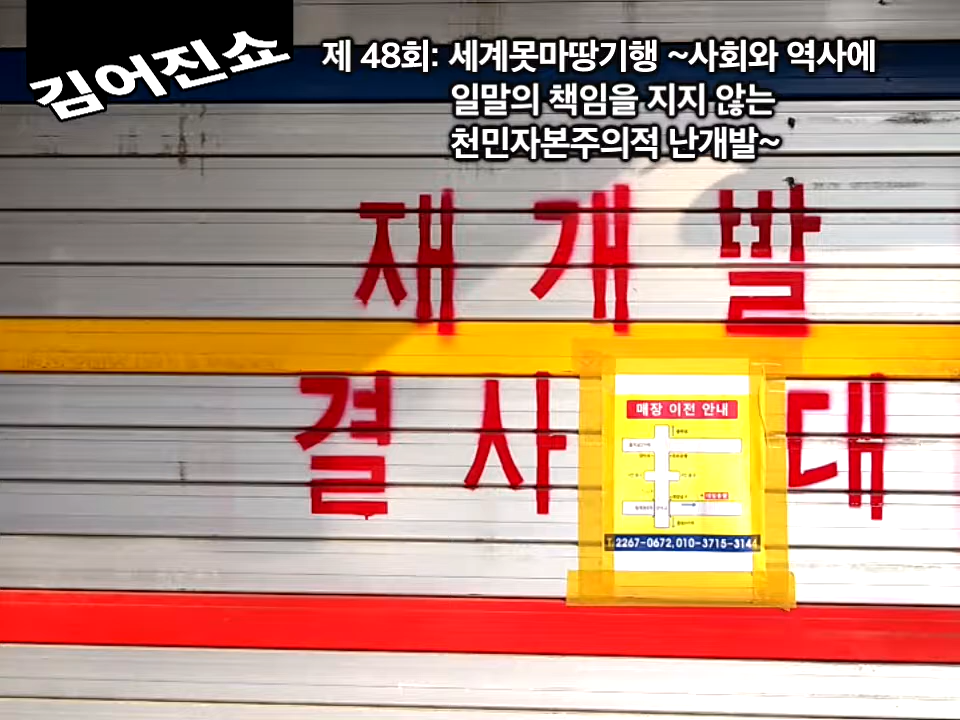 김어진쇼
제 48회: 세계못마땅기행 ~사회와 역사에
일말의 책임을 지지 않는
천민자본주의적 난개발~
재 개 발
결 사 대
매장 이전 안내
T.2267-0672,010-3715-3144